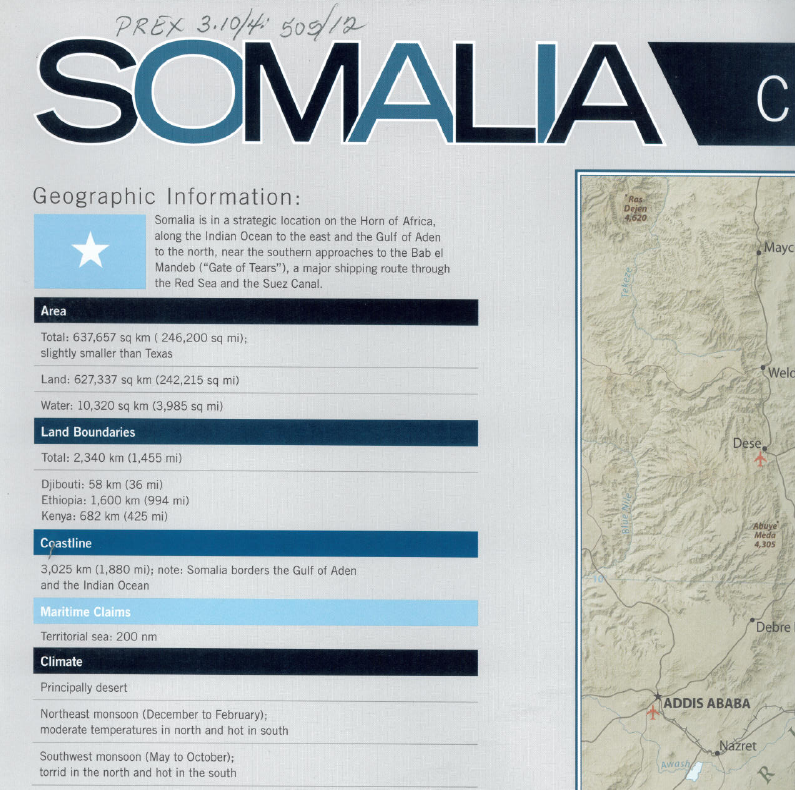 PREX 3.10/4: 509/12
SOMALIA
C
Geographic Information:
Somalia is in a strategic location on the Horn of Africa,
along the Indian Ocean to the east and the Gulf of Aden
to the north, near the southern approaches to the Bab el
Mandeb (“Gate of Tears”), a major shipping route through
the Red Sea and the Suez Canal.
Area
Total: 637,657 sq km ( 246,200 sq mi);
slightly smaller than Texas
Land: 627,337 sq km (242,215 sq mi)
Water: 10,320 sq km (3,985 sq mi)
Land Boundaries
Total: 2,340 km (1,455 mi)
Djibouti: 58 km (36 mi)
Ethiopia: 1,600 km (994 mi)
Kenya: 682 km (425 mi)
Coastline
3,025 km (1,880 mi); note: Somalia borders the Gulf of Aden
and the Indian Ocean
Maritime Claims
Territorial sea: 200 nm
Climate
Principally desert
Northeast monsoon (December to February);
moderate temperatures in north and hot in south
Southwest monsoon (May to October);
torrid in the north and hot in the south
Ras
Dejen
4,620
Mayc
Tekeze
Weld
Dese
Blue Nile
Abuye
Meda
4,305
10
Debre
ADDIS ABABA
Nazret
Awash
R